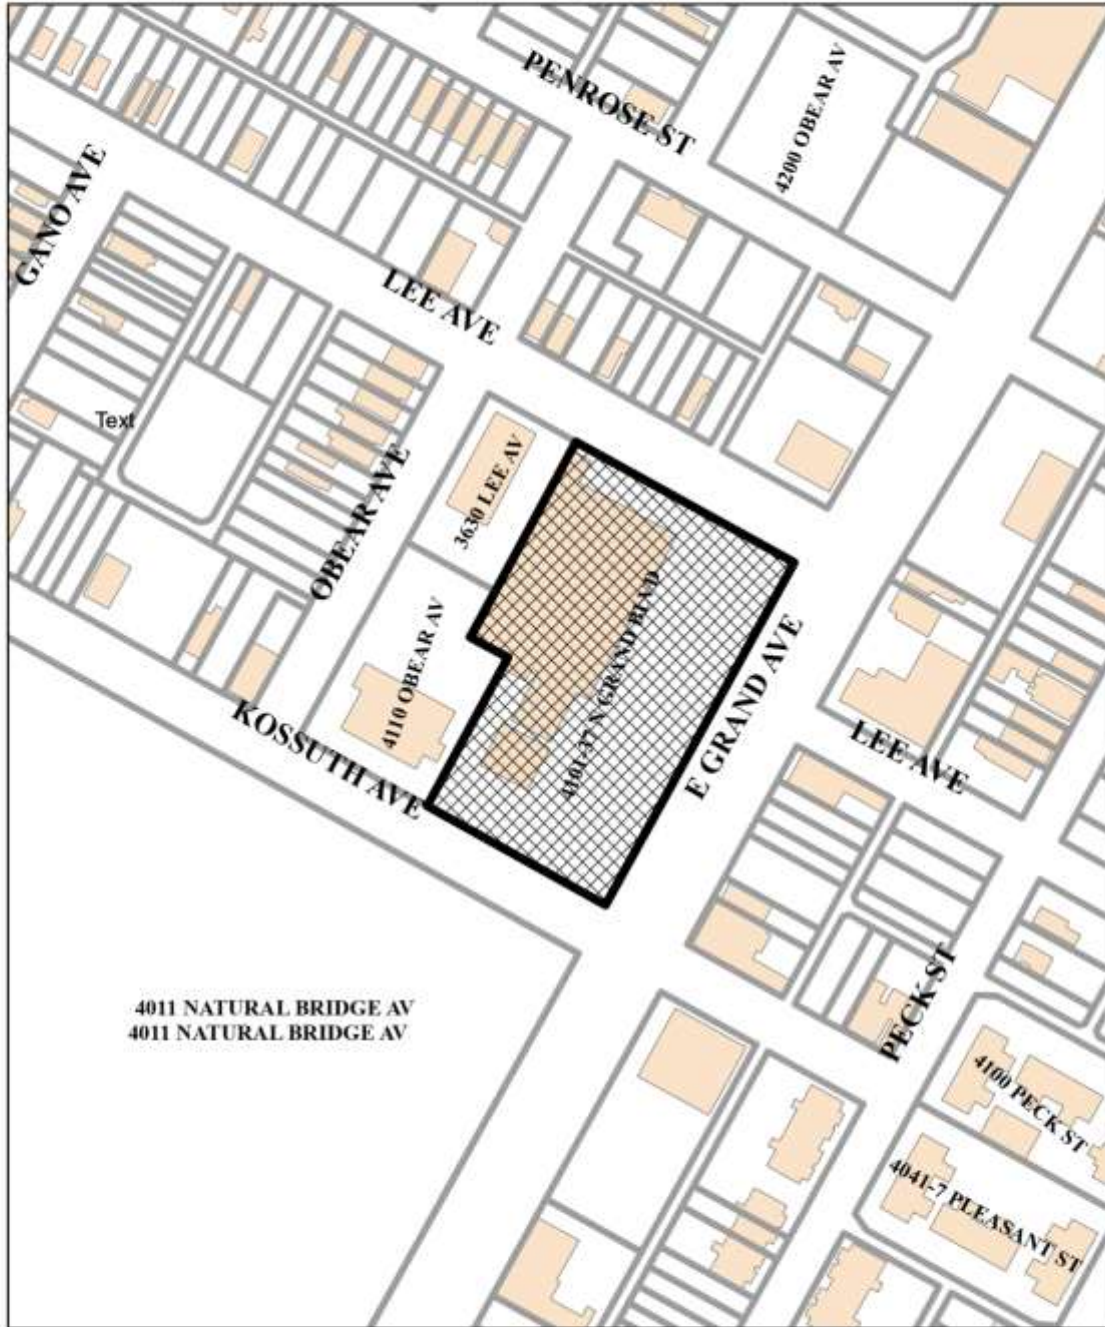 PENROSE ST
4200 OBEAR AV
GANO AVE
LEE AVE
Text
3630 LEE AV
OBEAR AVE
4110 OBEAR AV
4101-37 N GRAND BLVD
E GRAND AVE
KOSSUTH AVE
LEE AVE
4011 NATURAL BRIDGE AV
4011 NATURAL BRIDGE AV
PECK ST
4100 PECK ST
4041-7 PLEASANT ST